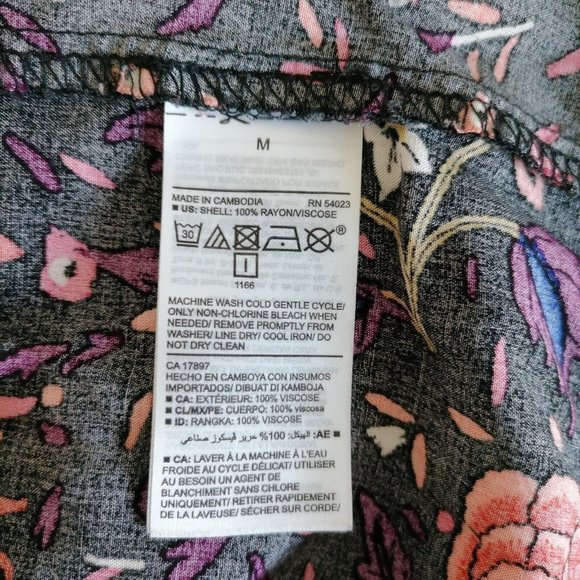 M
MADE IN CAMBODIA RN 54023
■ US: SHELL: 100% RAYON/VISCOSE
30
®
I
1166
MACHINE WASH COLD GENTLE CYCLE/
ONLY NON-CHLORINE BLEACH WHEN
NEEDED/ REMOVE PROMPTLY FROM
WASHER/ LINE DRY/ COOL IRON/ DO
NOT DRY CLEAN
CA 17897
HECHO EN CAMBOYA CON INSUMOS
IMPORTADOS/ DIBUAT DI KAMBOJA
■ CA: EXTÉRIEUR: 100% VISCOSE
■ CL/MX/PE: CUERPO: 100% viscosa
■ ID: RANGKA: 100% VISCOSA
■ AE: الهيكل: 100% حرير ڤيسكوز صناعي
■ CA: LAVER À LA MACHINE À L'EAU
FROIDE AU CYCLE DÉLICAT/ UTILISER
AU BESOIN UN AGENT DE
BLANCHIMENT SANS CHLORE
UNIQUEMENT/ RETIRER RAPIDEMENT
DE LA LAVEUSE/ SÉCHER SUR CORDE/